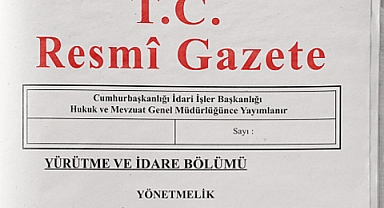 T.C.
Resmî Gazete
Cumhurbaşkanlığı İdari İşler Başkanlığı
Hukuk ve Mevzuat Genel Müdürlüğünce Yayımlanır
Sayı :
YÜRÜTME VE İDARE BÖLÜMÜ
YÖNETMELİK